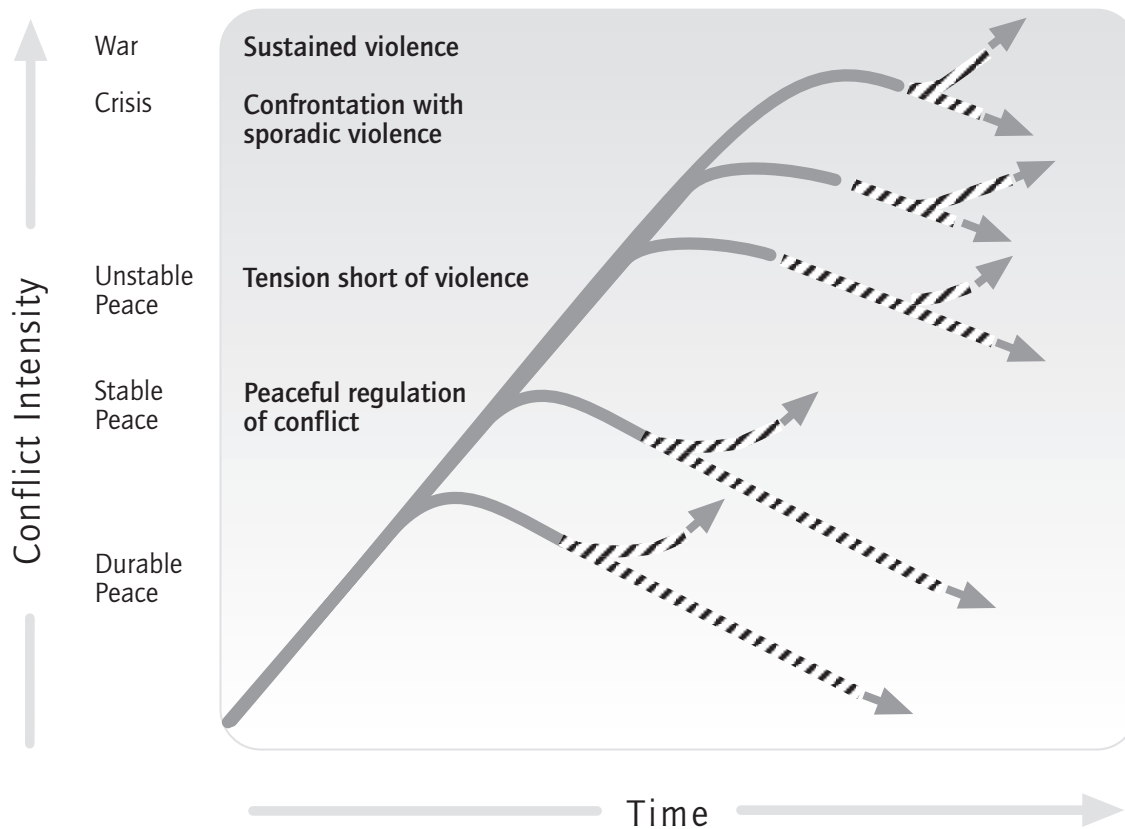 War
Sustained violence
Crisis
Confrontation with
sporadic violence
Unstable
Peace
Tension short of violence
Stable
Peace
Peaceful regulation
of conflict
Durable
Peace
Conflict Intensity
Time